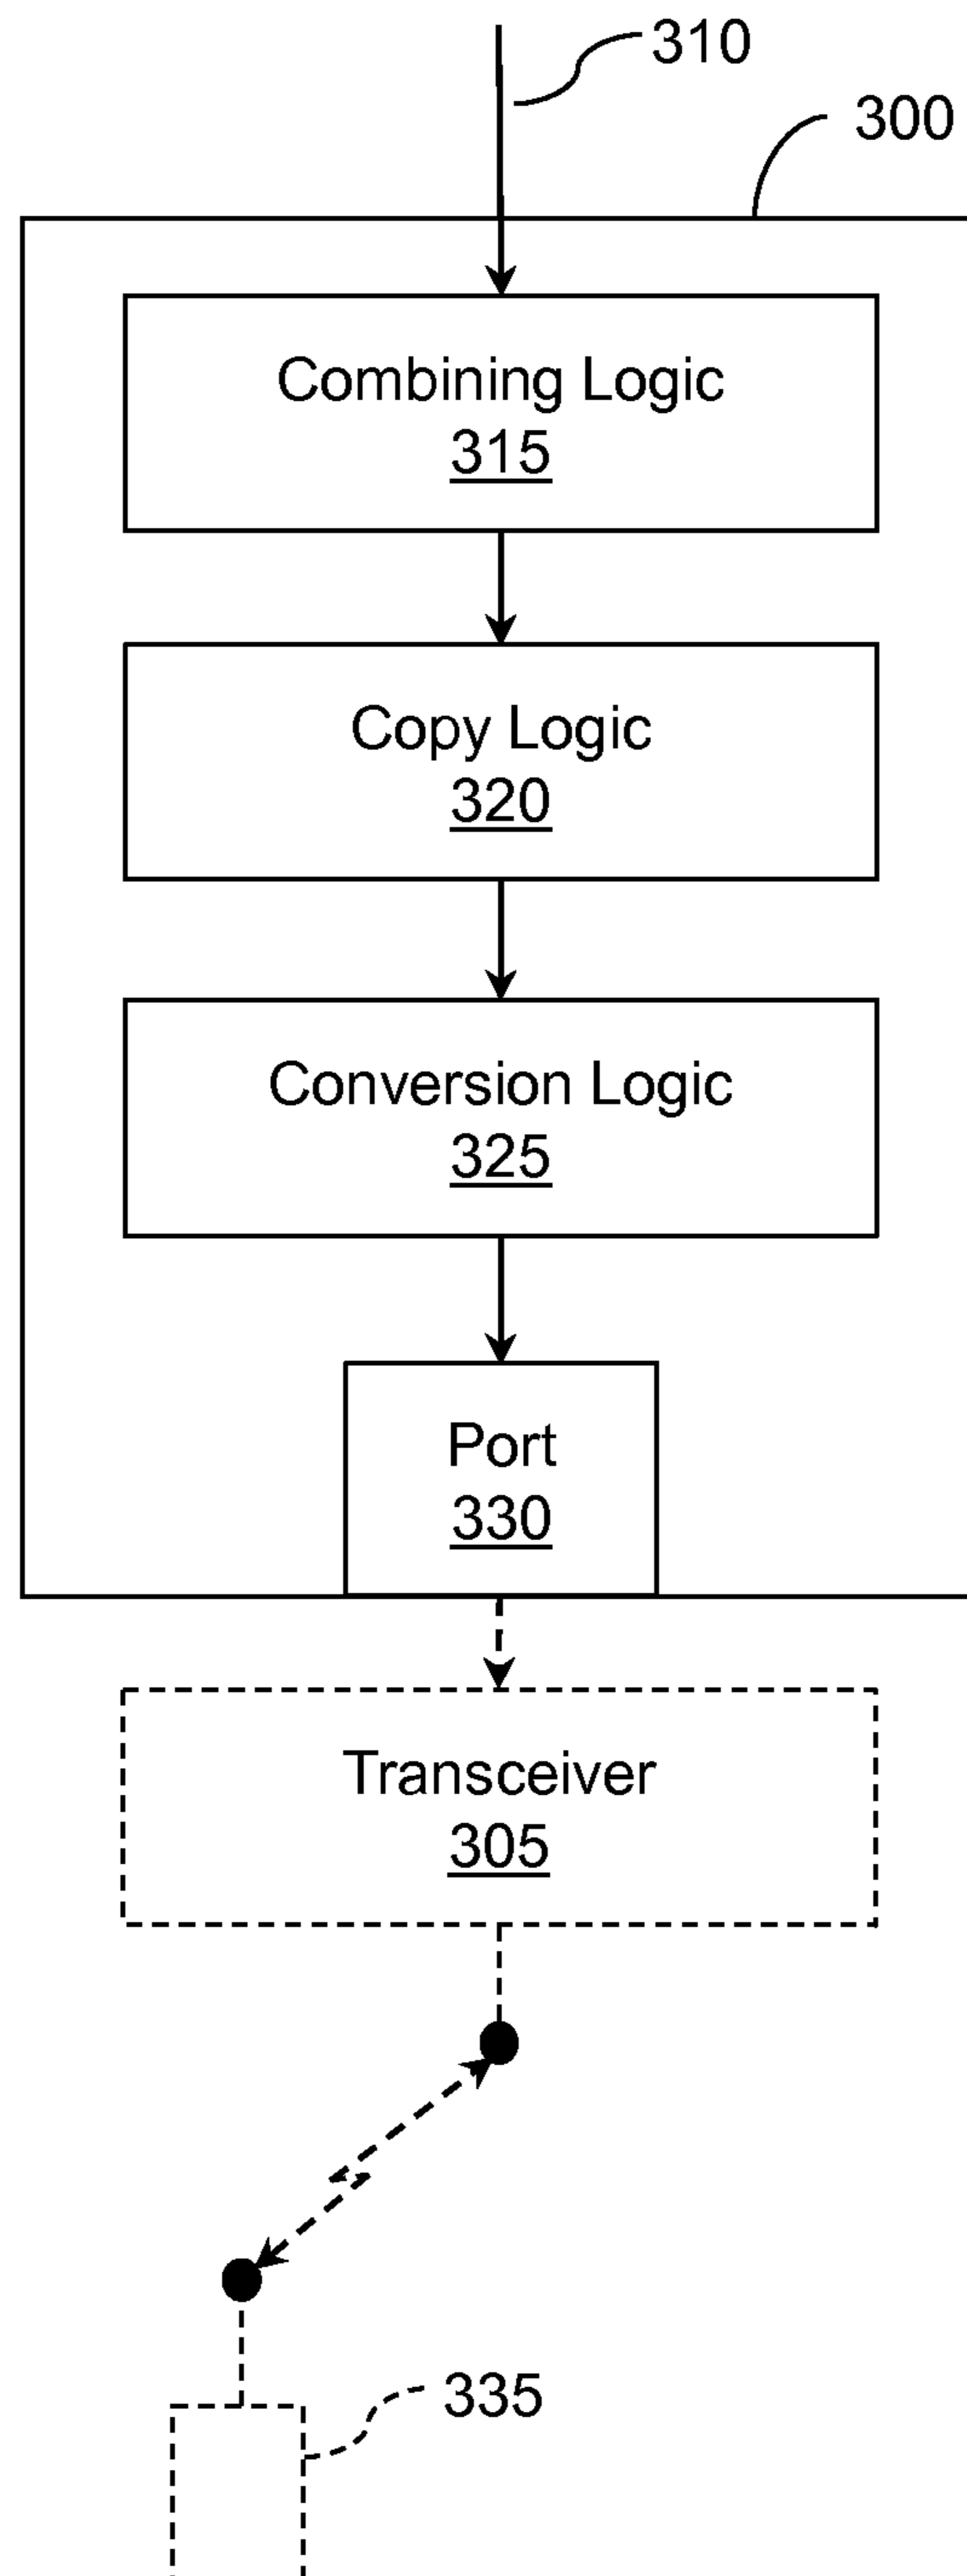 310
300
Combining Logic
315
Copy Logic
320
Conversion Logic
325
Port
330
Transceiver
305
335